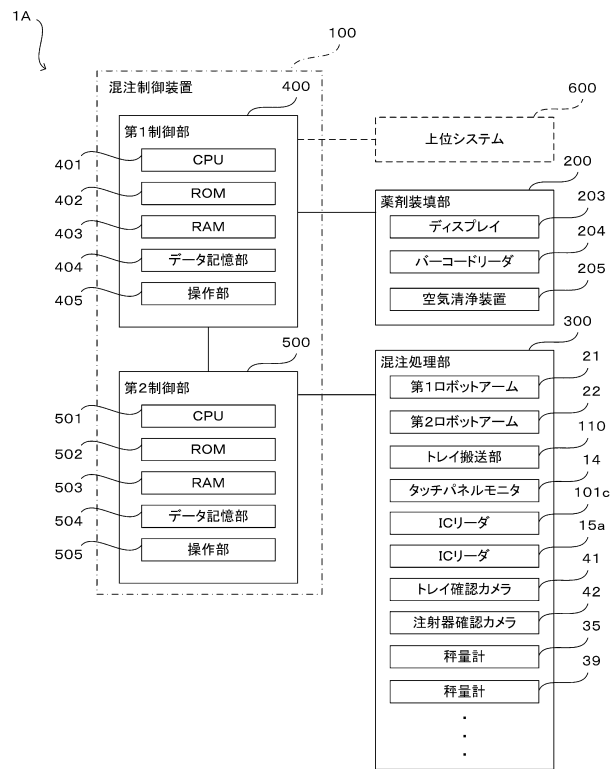 1A
100
混注制御装置
400
第1制御部
401
CPU
402
ROM
403
RAM
404
データ記憶部
405
操作部
500
第2制御部
501
CPU
502
ROM
503
RAM
504
データ記憶部
505
操作部
600
上位システム
200
薬剤装填部
203
ディスプレイ
204
バーコードリーダ
205
空気清浄装置
300
混注処理部
21
第1ロボットアーム
22
第2ロボットアーム
110
トレイ搬送部
14
タッチパネルモニタ
101c
ICリーダ
15a
ICリーダ
41
トレイ確認カメラ
42
注射器確認カメラ
35
秤量計
39
秤量計
・
・
・